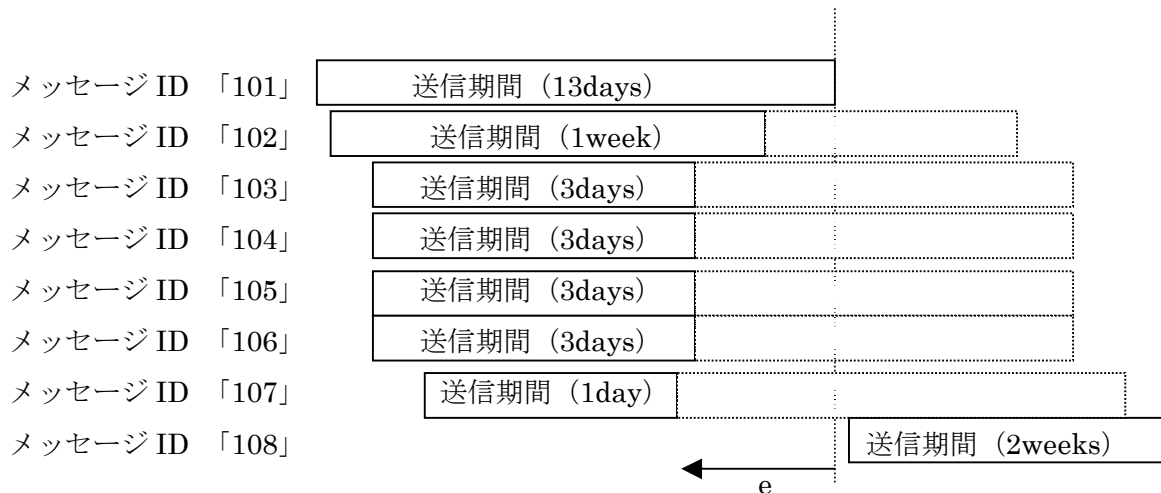 メッセージ ID 「101」 送信期間（13days）
メッセージ ID 「102」 送信期間（1week）
メッセージ ID 「103」 送信期間（3days）
メッセージ ID 「104」 送信期間（3days）
メッセージ ID 「105」 送信期間（3days）
メッセージ ID 「106」 送信期間（3days）
メッセージ ID 「107」 送信期間（1day）
メッセージ ID 「108」 送信期間（2weeks）
e